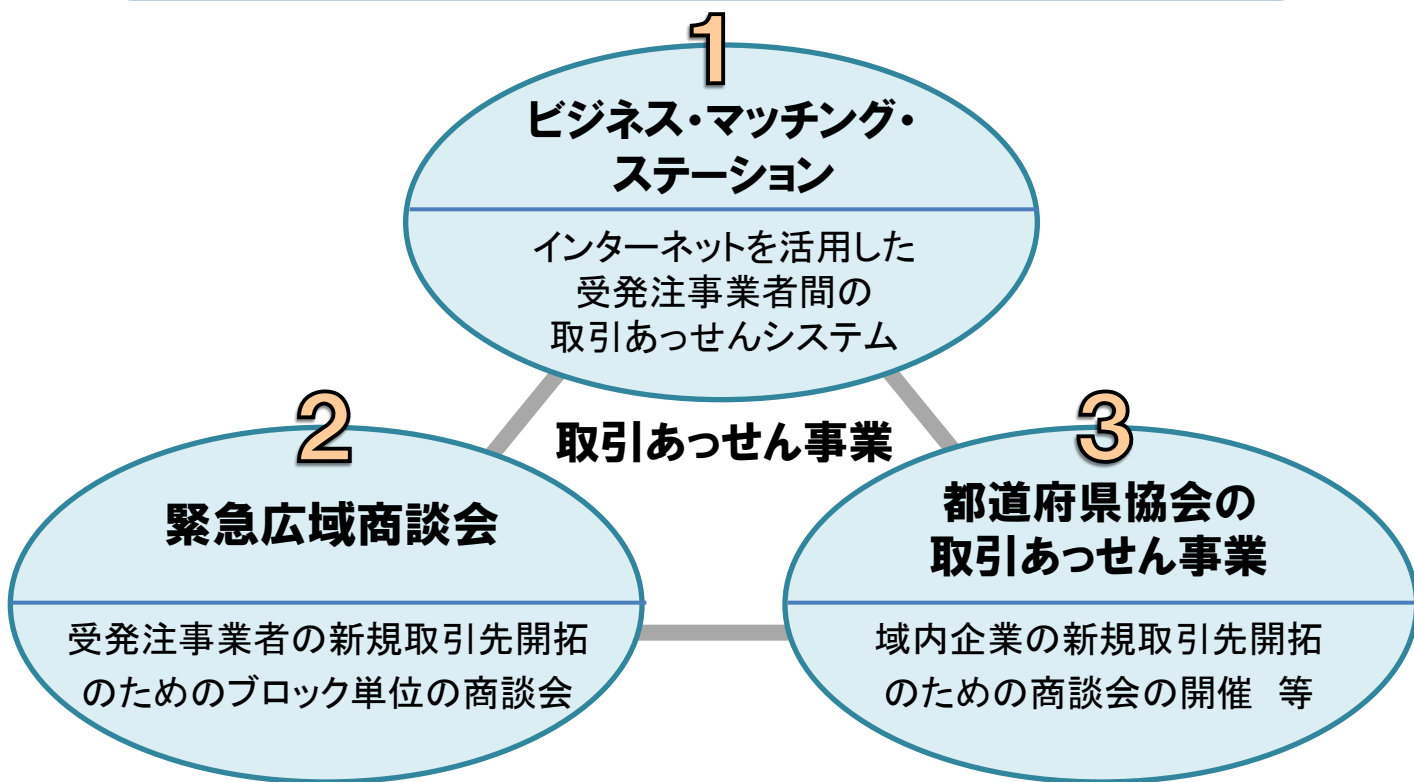 1
ビジネス・マッチング・
ステーション
インターネットを活用した
受発注事業者間の
取引あっせんシステム
取引あっせん事業
2
緊急広域商談会
受発注事業者の新規取引先開拓
のためのブロック単位の商談会
3
都道府県協会の
取引あっせん事業
域内企業の新規取引先開拓
のための商談会の開催　等